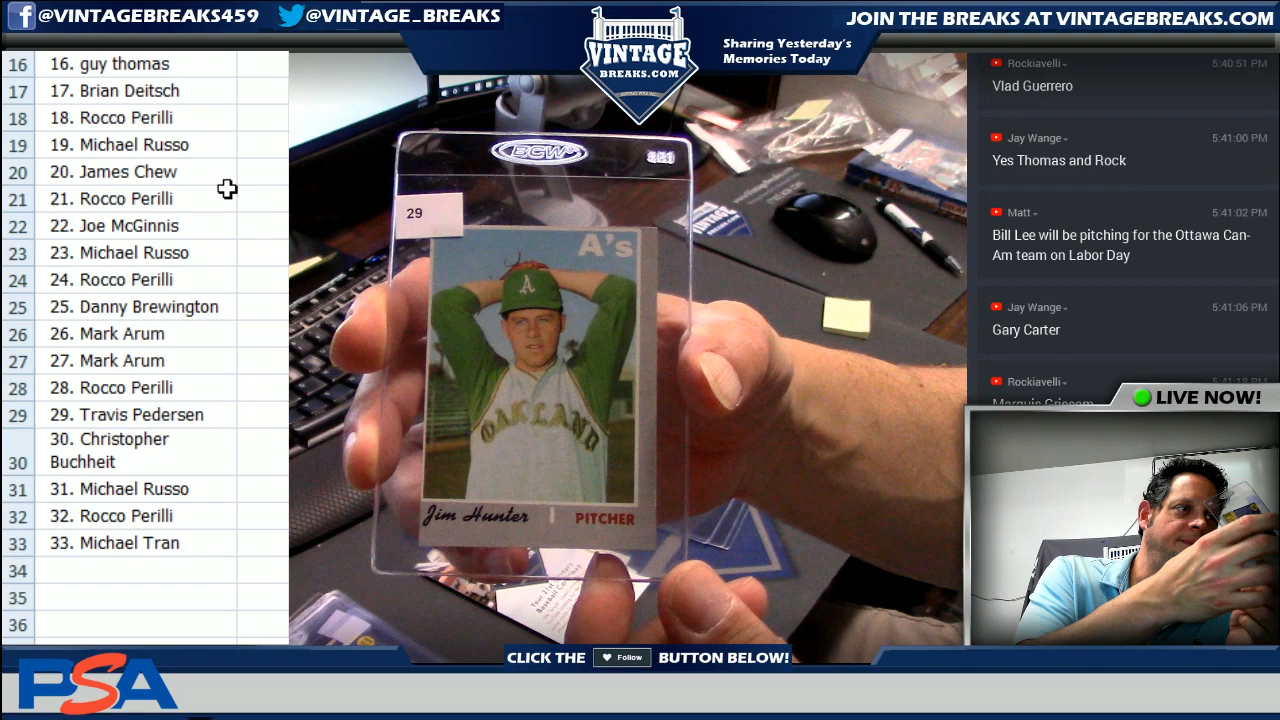 @VINTAGEBREAKS459
@VINTAGE_BREAKS
VINTAGE
BREAKS.COM
Sharing Yesterday's
Memories Today
JOIN THE BREAKS AT VINTAGEBREAKS.COM
16 16. guy thomas
17 17. Brian Deitsch
18 18. Rocco Perilli
19 19. Michael Russo
20 20. James Chew
21 21. Rocco Perilli
22 22. Joe McGinnis
23 23. Michael Russo
24 24. Rocco Perilli
25 25. Danny Brewington
26 26. Mark Arum
27 27. Mark Arum
28 28. Rocco Perilli
29 29. Travis Pedersen
30. Christopher
30 Buchheit
31 31. Michael Russo
32 32. Rocco Perilli
33 33. Michael Tran
34
35
36
BCW
29
A's
A
OAKLAND
Jim Hunter PITCHER
VINTAGE
Rockiavelli 5:40:51 PM
Vlad Guerrero
Jay Wange 5:41:00 PM
Yes Thomas and Rock
Matt 5:41:02 PM
Bill Lee will be pitching for the Ottawa Can-
Am team on Labor Day
Jay Wange 5:41:06 PM
Gary Carter
Rockiavelli 5:41:18 PM
Marquis Grissom
LIVE NOW!
CLICK THE Follow BUTTON BELOW!
PSA